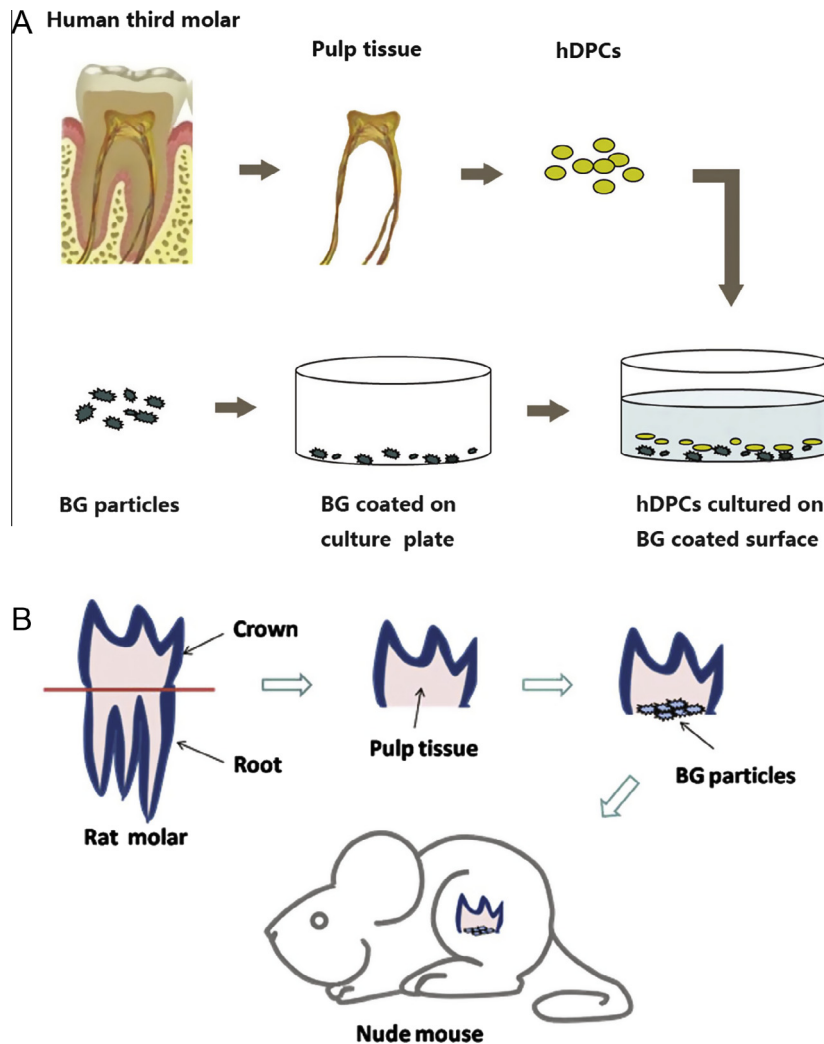 A
Human third molar
Pulp tissue
hDPCs
BG particles
BG coated on
culture plate
hDPCs cultured on
BG coated surface
B
Crown
Root
Rat molar
Pulp tissue
BG particles
Nude mouse